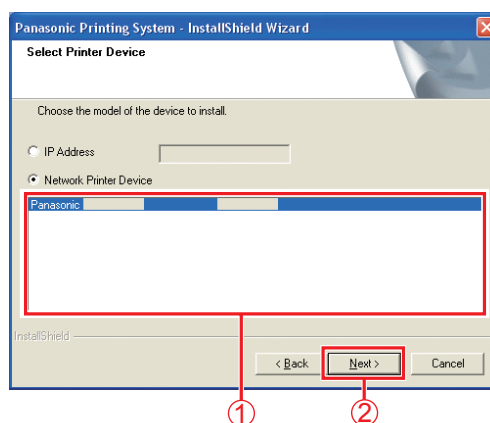 Panasonic Printing System - InstallShield Wizard
Select Printer Device
Choose the model of the device to install.
IP Address
Network Printer Device
Panasonic
InstallShield
< Back Next > Cancel
① ②